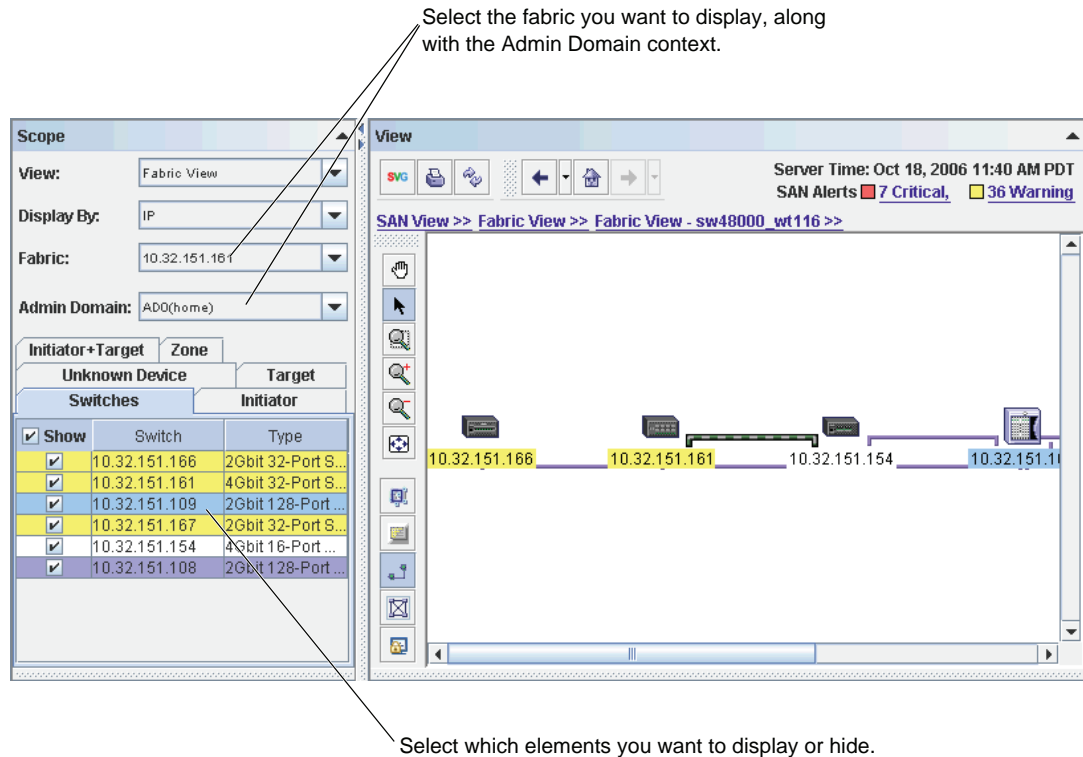 Select the fabric you want to display, along
with the Admin Domain context.
Scope
View:
Fabric View
Display By:
IP
Fabric:
10.32.151.161
Admin Domain:
AD0(home)
Initiator+Target
Zone
Unknown Device
Target
Switches
Initiator
Show Switch Type
10.32.151.166 2Gbit 32-Port S...
10.32.151.161 4Gbit 32-Port S...
10.32.151.109 2Gbit 128-Port ...
10.32.151.167 2Gbit 32-Port S...
10.32.151.154 4Gbit 16-Port ...
10.32.151.108 2Gbit 128-Port ...
View
SVG
Server Time: Oct 18, 2006 11:40 AM PDT
SAN Alerts 7 Critical, 36 Warning
SAN View >> Fabric View >> Fabric View - sw48000_wt116 >>
10.32.151.166
10.32.151.161
10.32.151.154
10.32.151.1
Select which elements you want to display or hide.